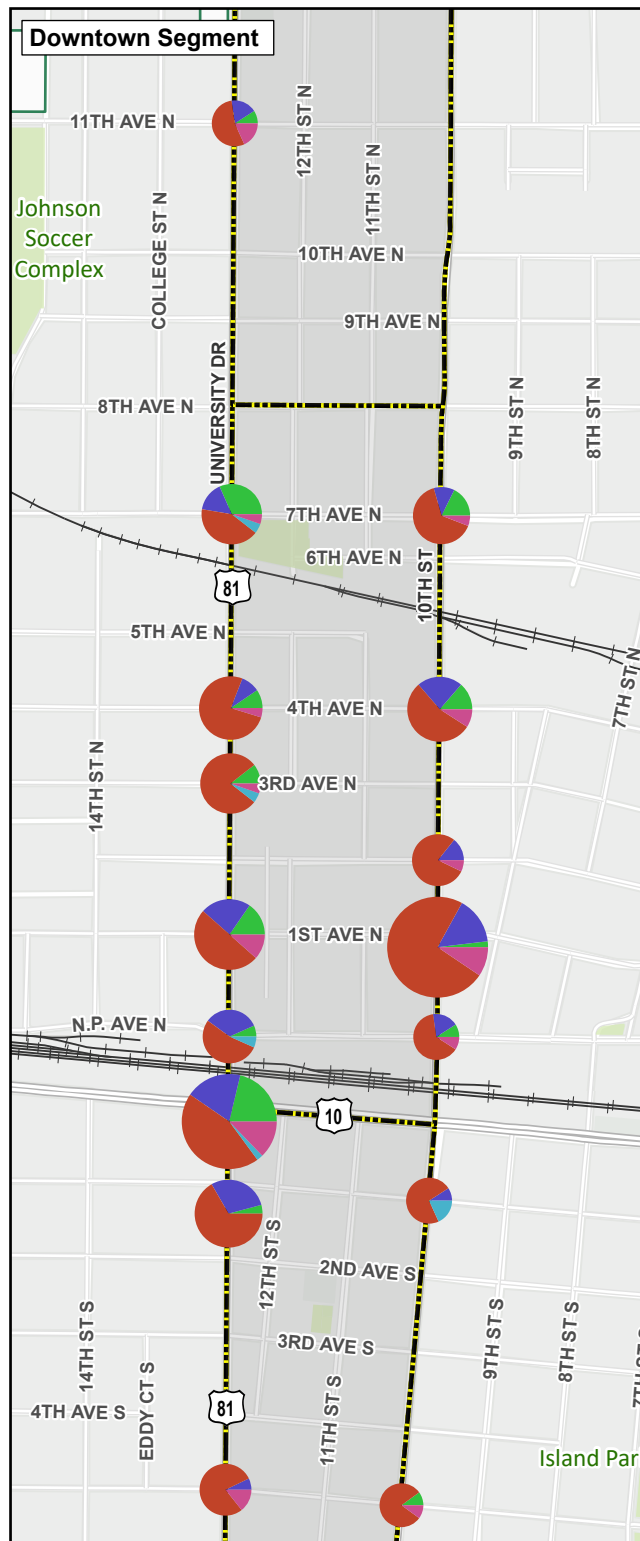 Downtown Segment
11TH AVE N
12TH ST N
11TH ST N
Johnson
Soccer
Complex
COLLEGE ST N
10TH AVE N
9TH AVE N
UNIVERSITY DR
8TH AVE N
9TH ST N
8TH ST N
7TH AVE N
6TH AVE N
10TH ST
81
5TH AVE N
7TH ST N
4TH AVE N
14TH ST N
3RD AVE N
1ST AVE N
N.P. AVE N
10
12TH ST S
2ND AVE S
14TH ST S
EDDY CT S
3RD AVE S
9TH ST S
8TH ST S
7TH ST S
11TH ST S
81
4TH AVE S
Island Par